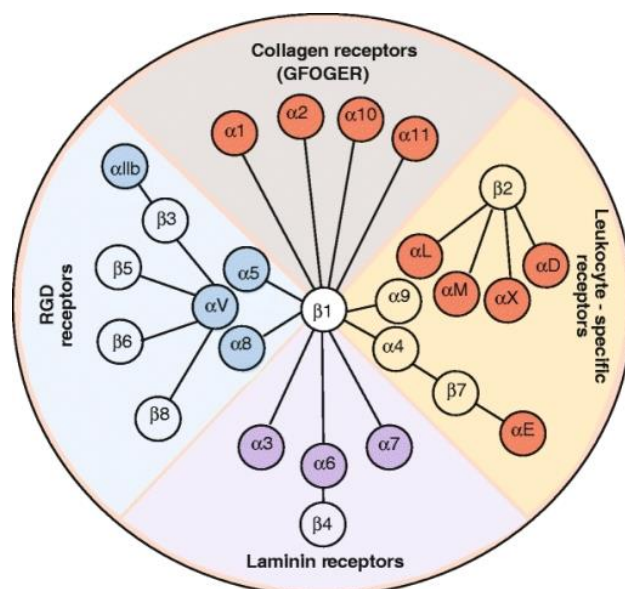 Collagen receptors
(GFOGER)
α1
α2
α10
α11
αIIb
β3
β5
α5
αV
β6
α8
β8
RGD
receptors
β1
β2
αL
αM
αX
αD
α9
α4
β7
αE
Leukocyte - specific
receptors
α3
α6
α7
β4
Laminin receptors